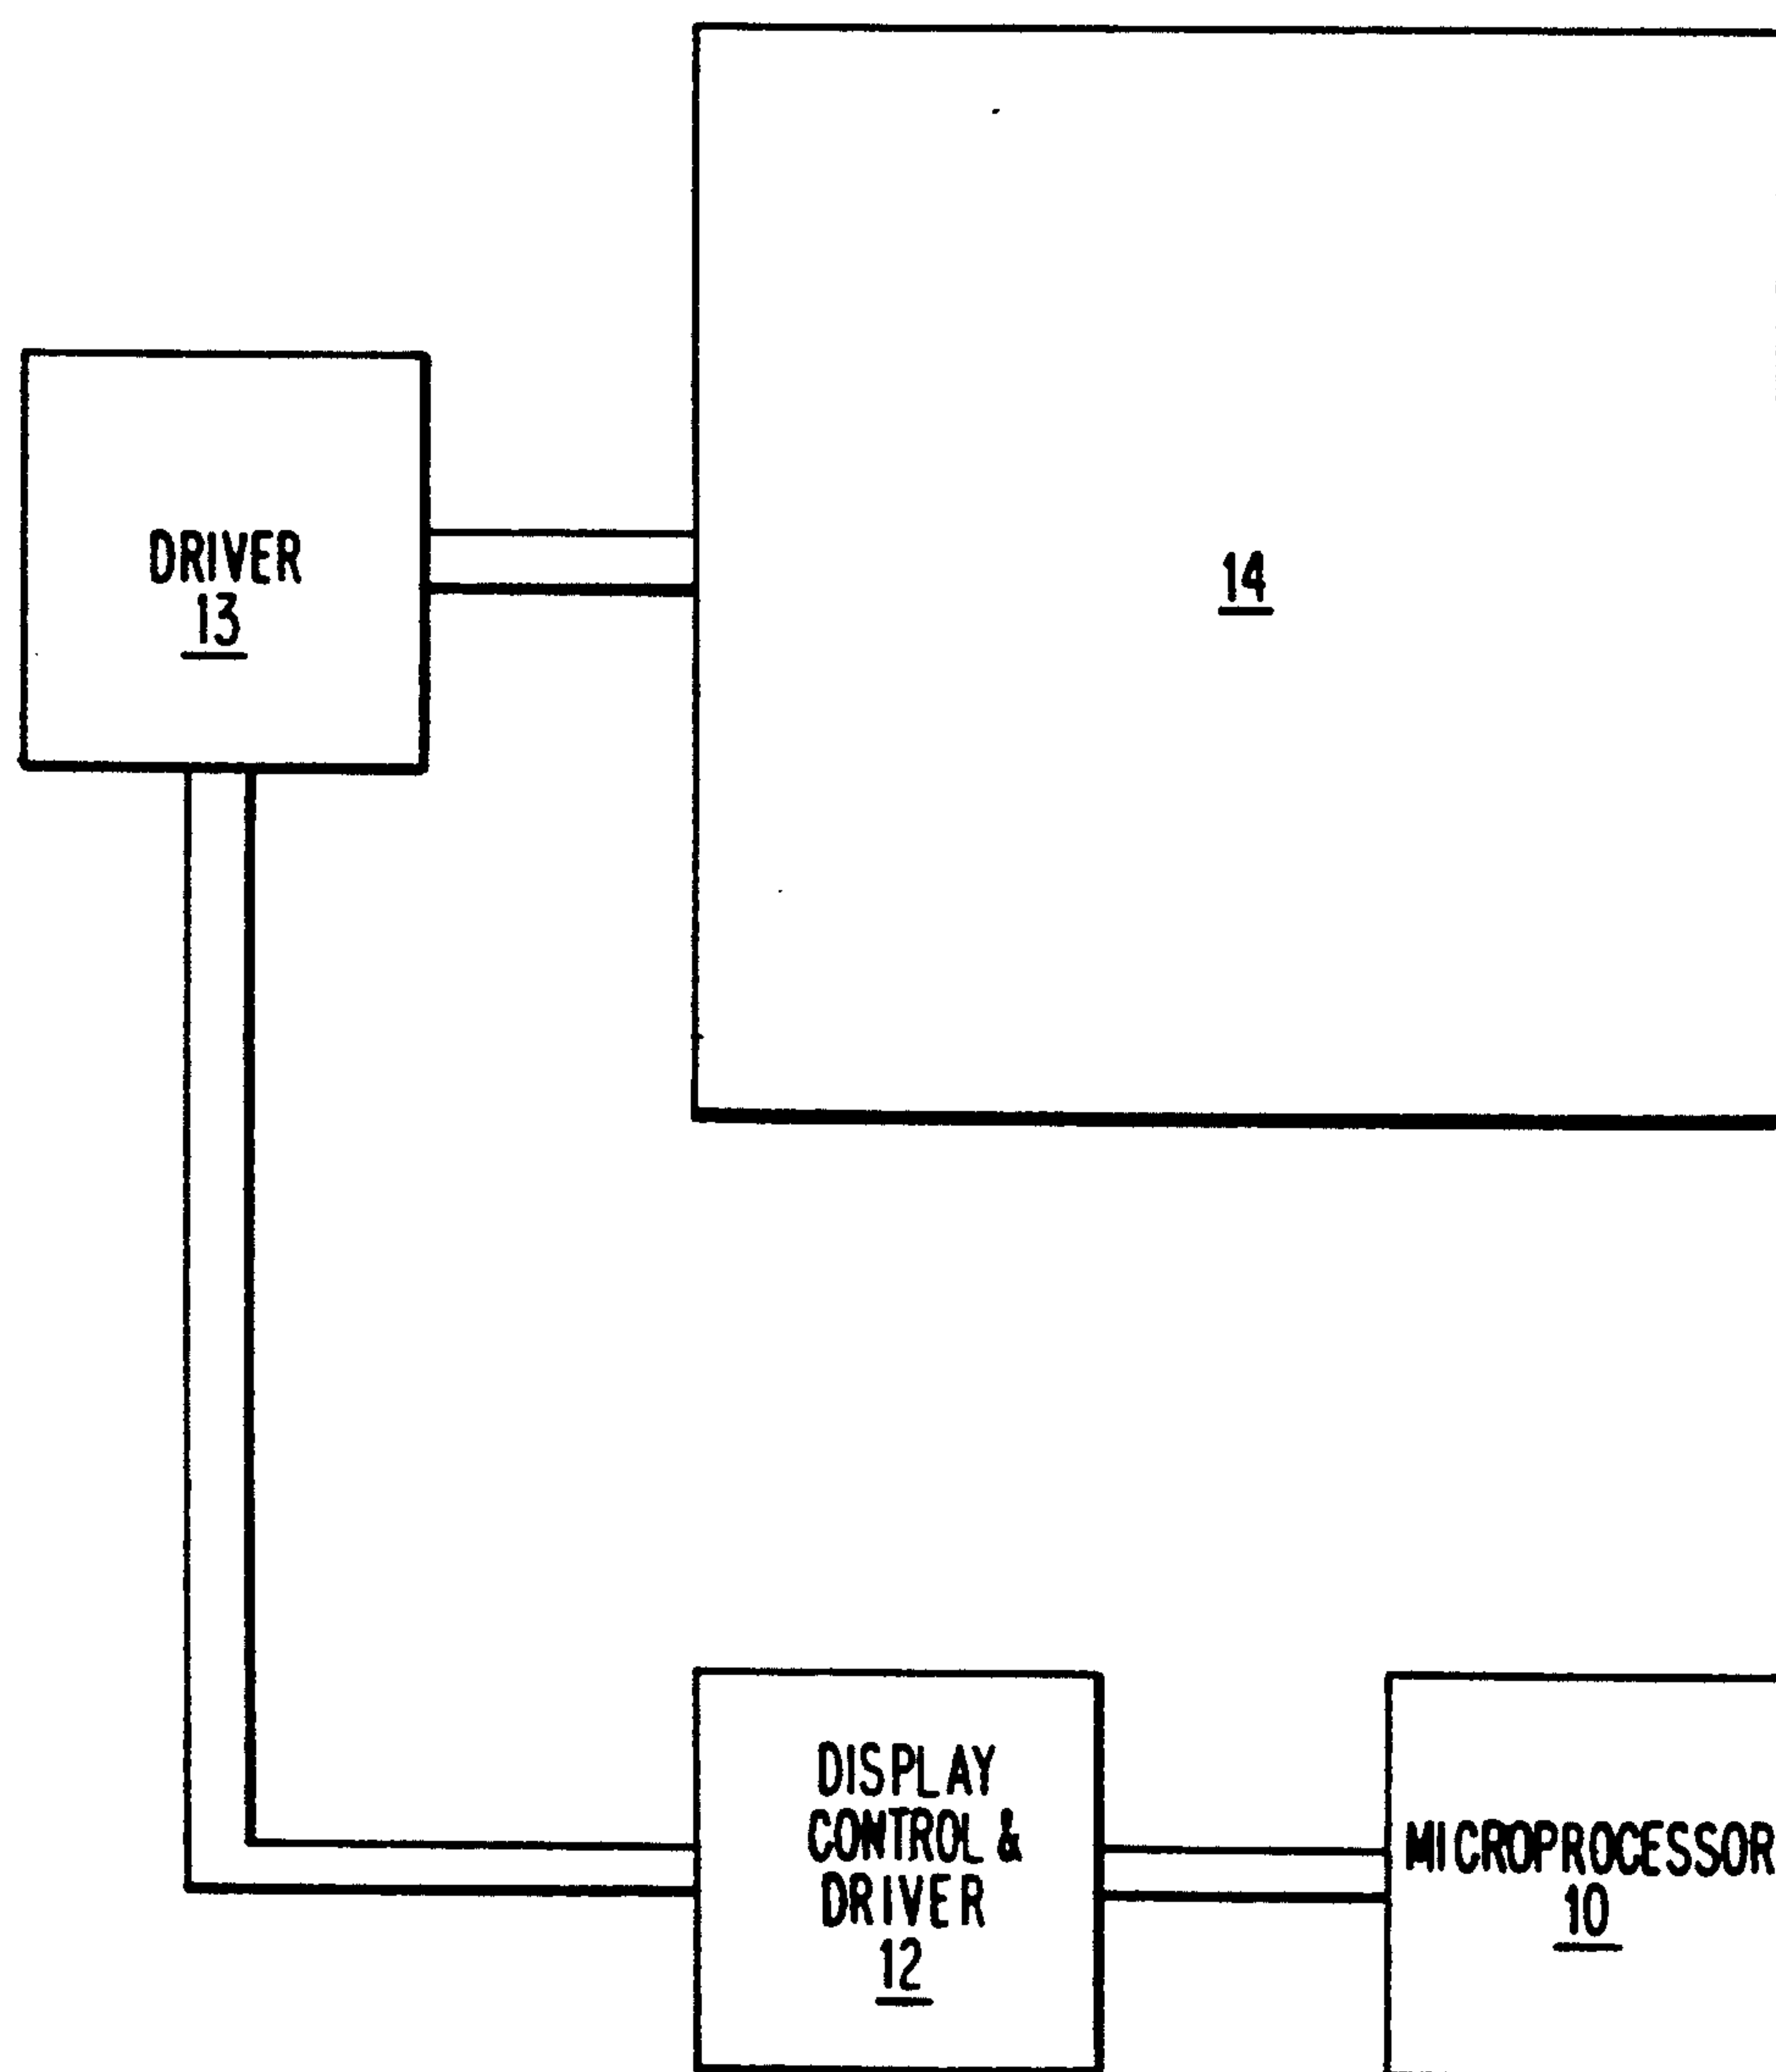 DRIVER
13
14
DISPLAY
CONTROL &
DRIVER
12
MICROPROCESSOR
10